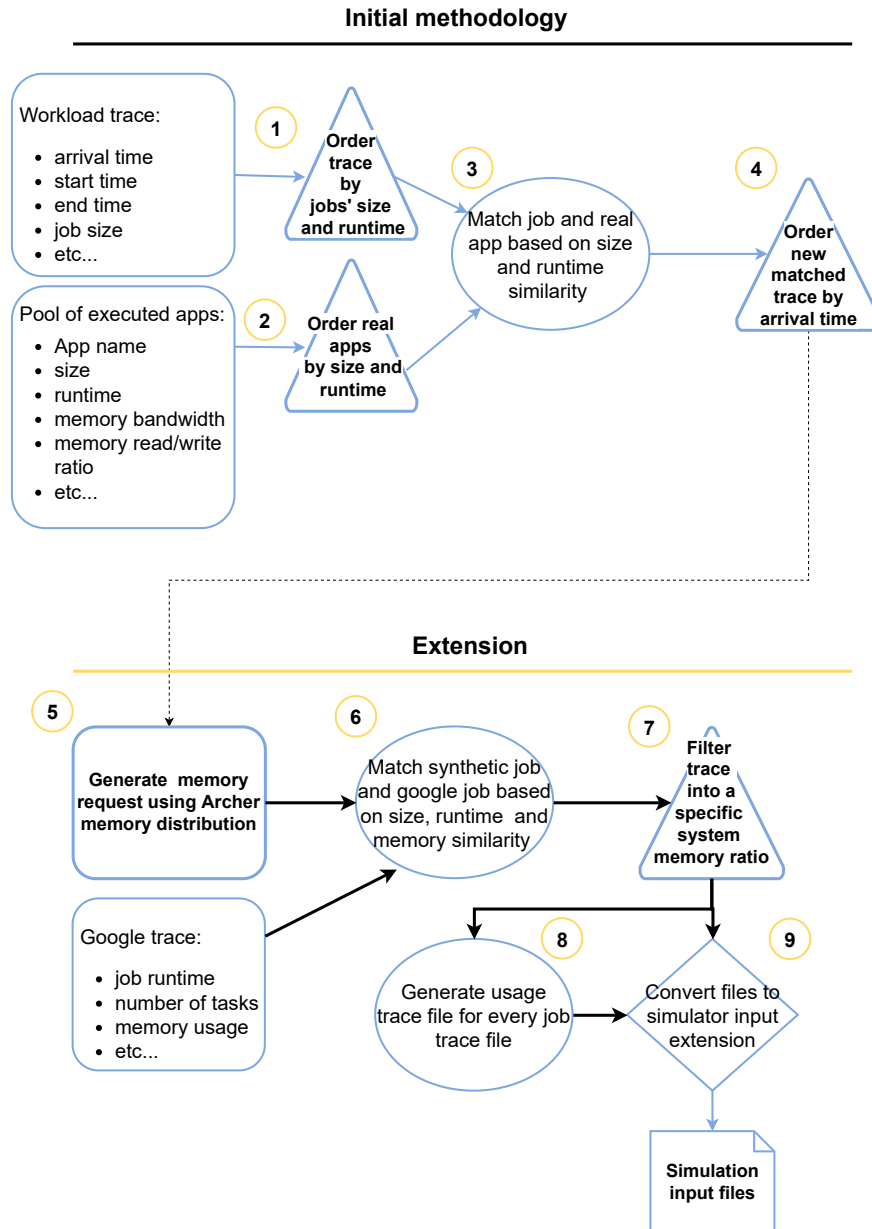 Initial methodology
Workload trace:
• arrival time
• start time
• end time
• job size
• etc...
1
Order
trace
by
jobs' size
and runtime
Pool of executed apps:
• App name
• size
• runtime
• memory bandwidth
• memory read/write
ratio
• etc...
2
Order real
apps
by size and
runtime
3
Match job and real
app based on size
and runtime
similarity
4
Order
new
matched
trace by
arrival time
Extension
5
Generate memory
request using Archer
memory distribution
Google trace:
• job runtime
• number of tasks
• memory usage
• etc...
6
Match synthetic job
and google job based
on size, runtime and
memory similarity
7
Filter
trace
into a
specific
system
memory ratio
8
Generate usage
trace file for every job
trace file
9
Convert files to
simulator input
extension
Simulation
input files